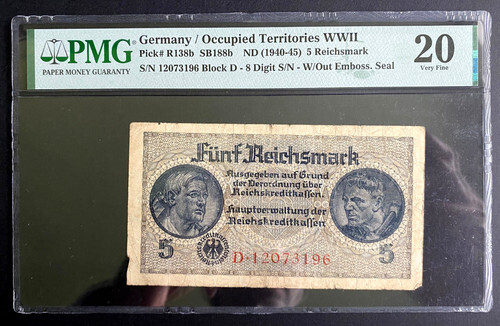 PMG
PAPER MONEY GUARANTY
Germany / Occupied Territories WWII
Pick# R138b SB188b ND (1940-45) 5 Reichsmark
S/N 12073196 Block D - 8 Digit S/N - W/Out Emboss. Seal
20
Very Fine
Fünf Reichsmark
Ausgegeben auf Grund
der Verordnung über
Reichskreditkassen.
Hauptverwaltung der
Reichskreditkassen
5
5
D·12073196